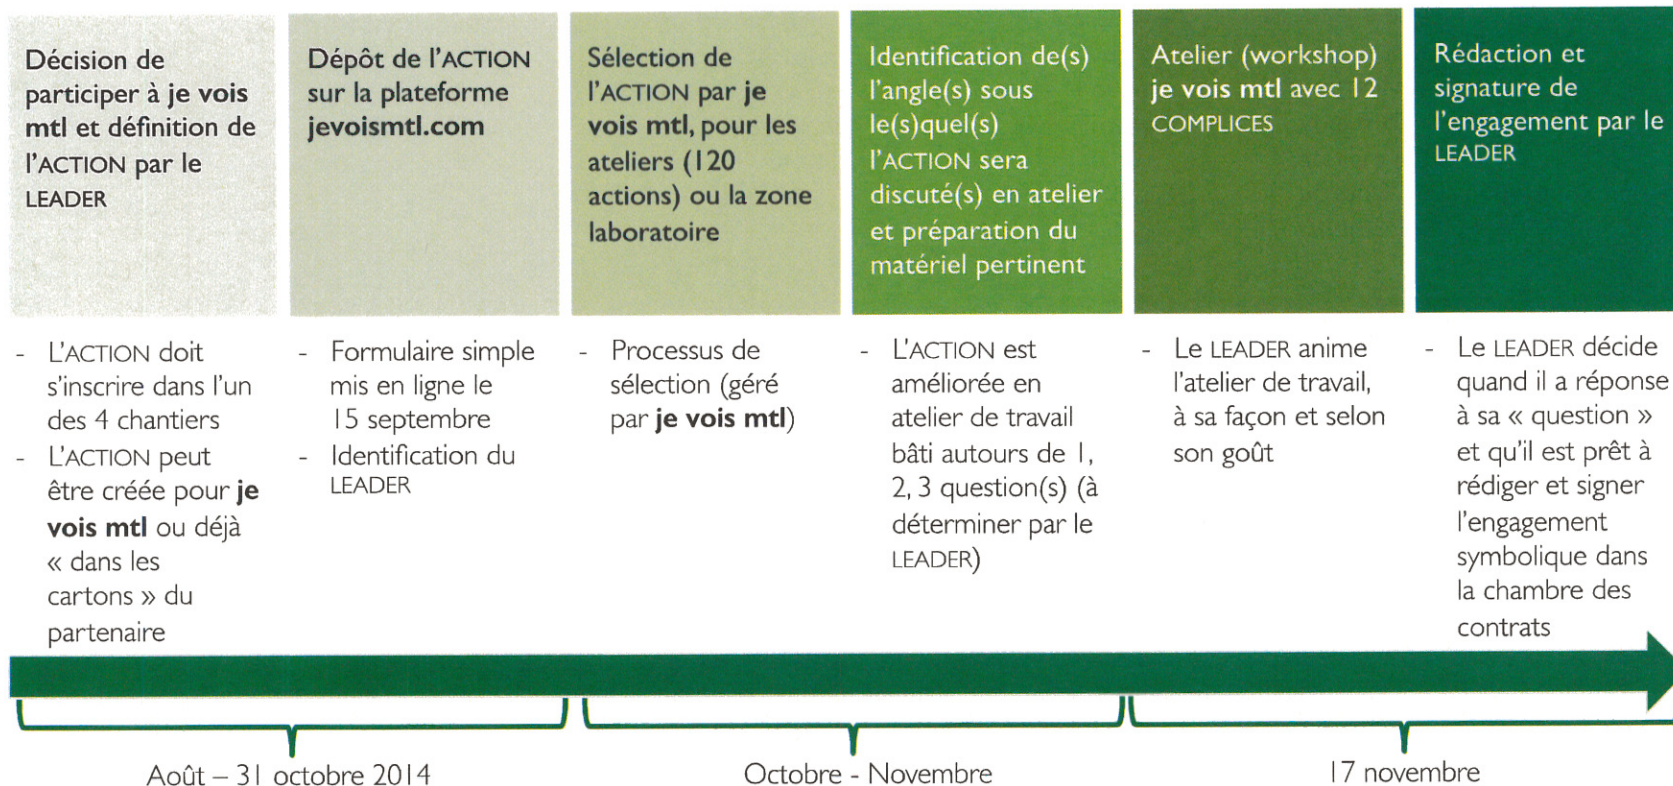 Décision de
participer à je vois
mtl et définition de
l'ACTION par le
LEADER
Dépôt de l'ACTION
sur la plateforme
jevoismtl.com
Sélection de
l'ACTION par je
vois mtl, pour les
ateliers (120
actions) ou la zone
laboratoire
Identification de(s)
l'angle(s) sous
le(s)quel(s)
l'ACTION sera
discuté(s) en atelier
et préparation du
matériel pertinent
Atelier (workshop)
je vois mtl avec 12
COMPLICES
Rédaction et
signature de
l'engagement par le
LEADER
- L'ACTION doit
s'inscrire dans l'un
des 4 chantiers
- L'ACTION peut
être créée pour je
vois mtl ou déjà
« dans les
cartons » du
partenaire
- Formulaire simple
mis en ligne le
15 septembre
- Identification du
LEADER
- Processus de
sélection (géré
par je vois mtl)
- L'ACTION est
améliorée en
atelier de travail
bâti autours de 1,
2, 3 question(s) (à
déterminer par le
LEADER)
- Le LEADER anime
l'atelier de travail,
à sa façon et selon
son goût
- Le LEADER décide
quand il a réponse
à sa « question »
et qu'il est prêt à
rédiger et signer
l'engagement
symbolique dans
la chambre des
contrats
Août – 31 octobre 2014
Octobre - Novembre
17 novembre